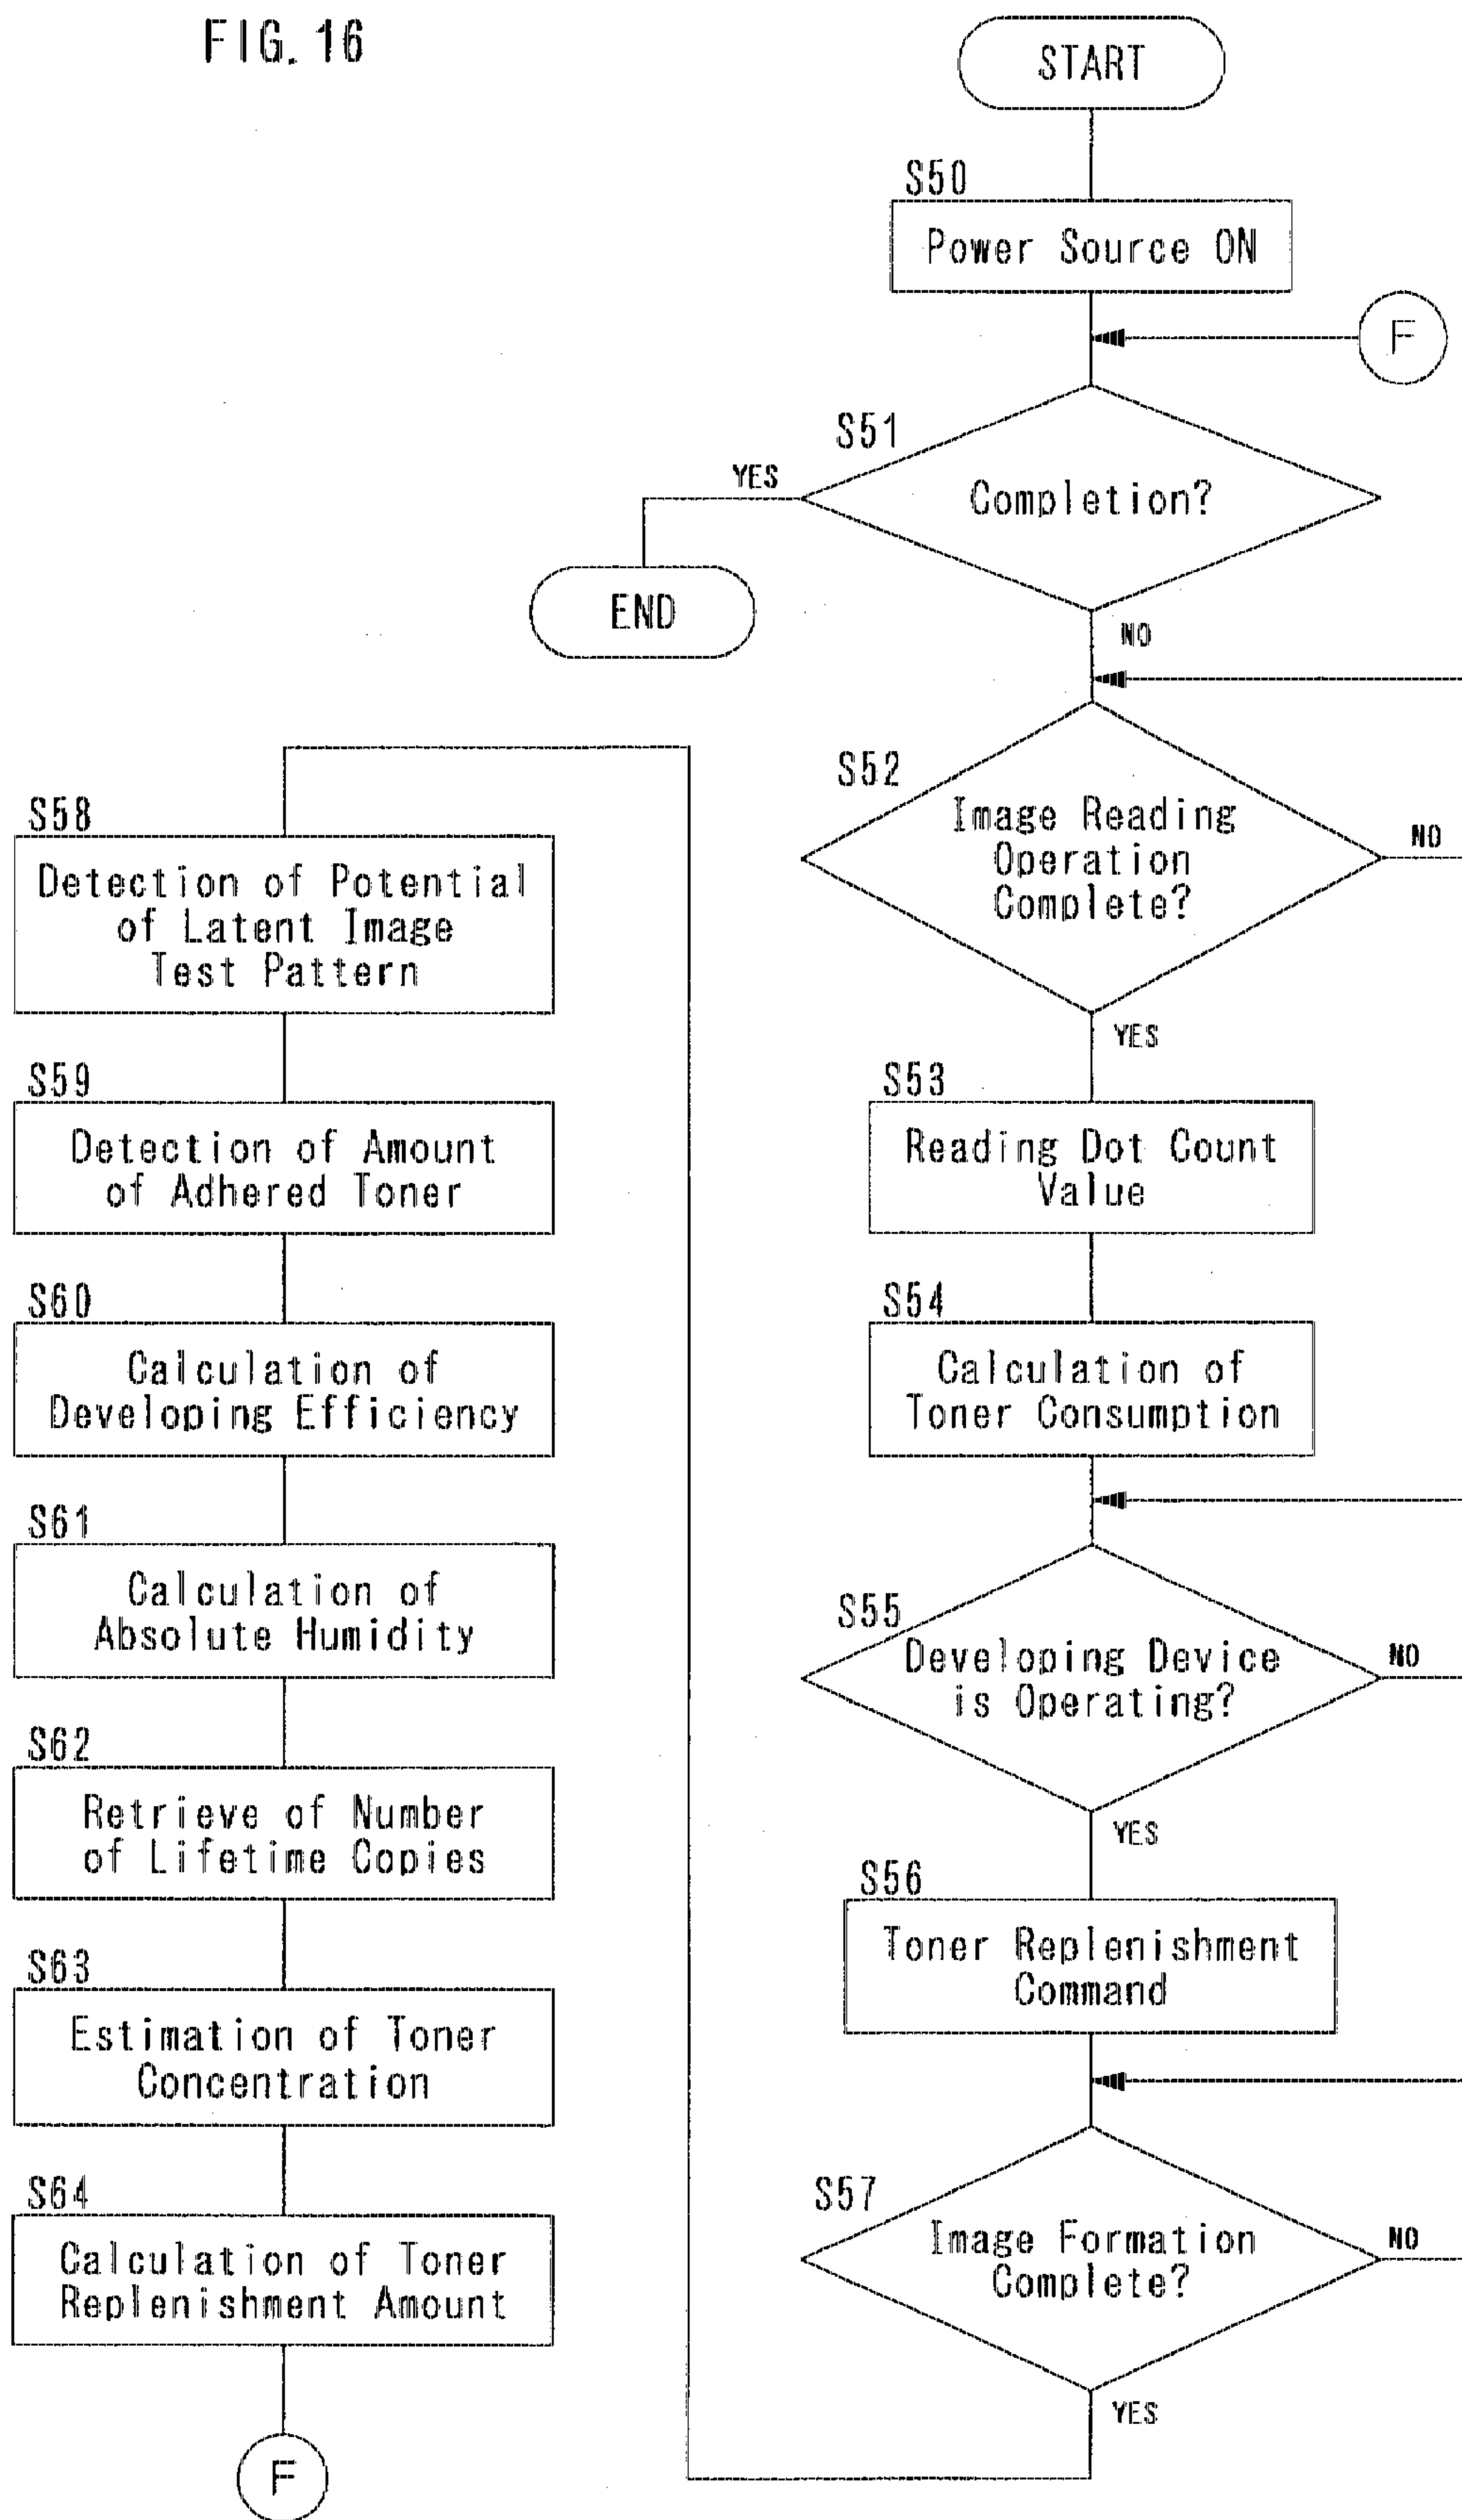 FIG. 16
START
S50
Power Source ON
F
S51
Completion?
YES
END
NO
S52
Image Reading
Operation
Complete?
NO
YES
S53
Reading Dot Count
Value
S54
Calculation of
Toner Consumption
S55
Developing Device
is Operating?
NO
YES
S56
Toner Replenishment
Command
S57
Image Formation
Complete?
NO
YES
S58
Detection of Potential
of Latent Image
Test Pattern
S59
Detection of Amount
of Adhered Toner
S60
Calculation of
Developing Efficiency
S61
Calculation of
Absolute Humidity
S62
Retrieve of Number
of Lifetime Copies
S63
Estimation of Toner
Concentration
S64
Calculation of Toner
Replenishment Amount
F